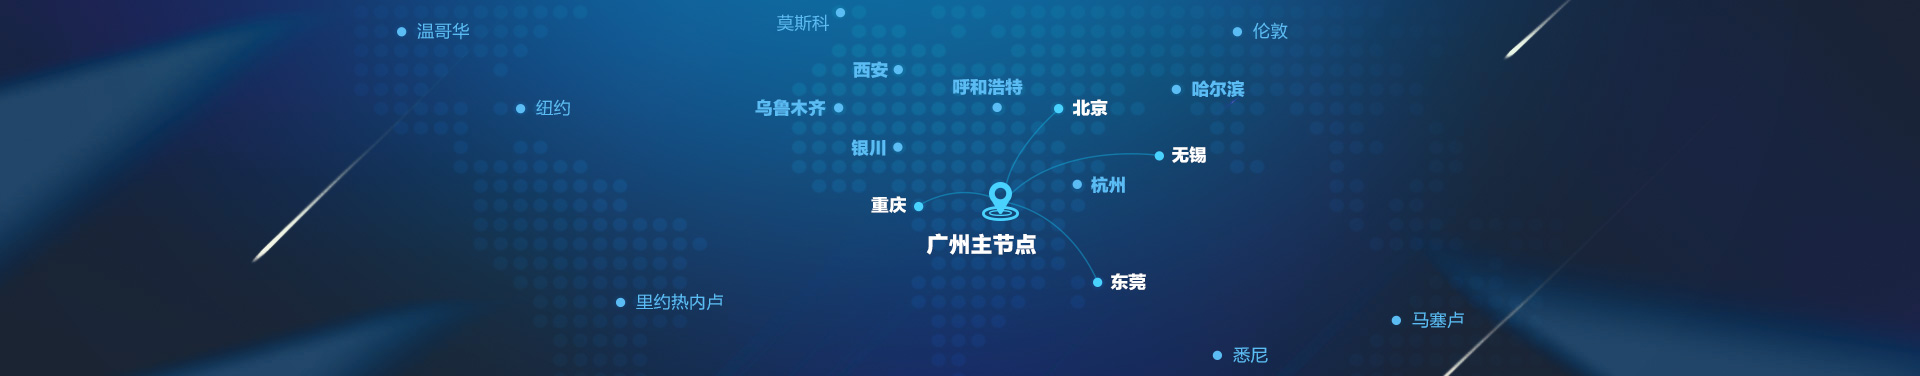 莫斯科
温哥华
伦敦
西安
呼和浩特
哈尔滨
纽约
乌鲁木齐
北京
银川
无锡
杭州
重庆
广州主节点
东莞
里约热内卢
马塞卢
悉尼